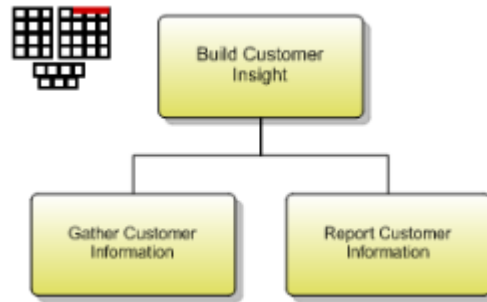 Build Customer
Insight
Gather Customer
Information
Report Customer
Information